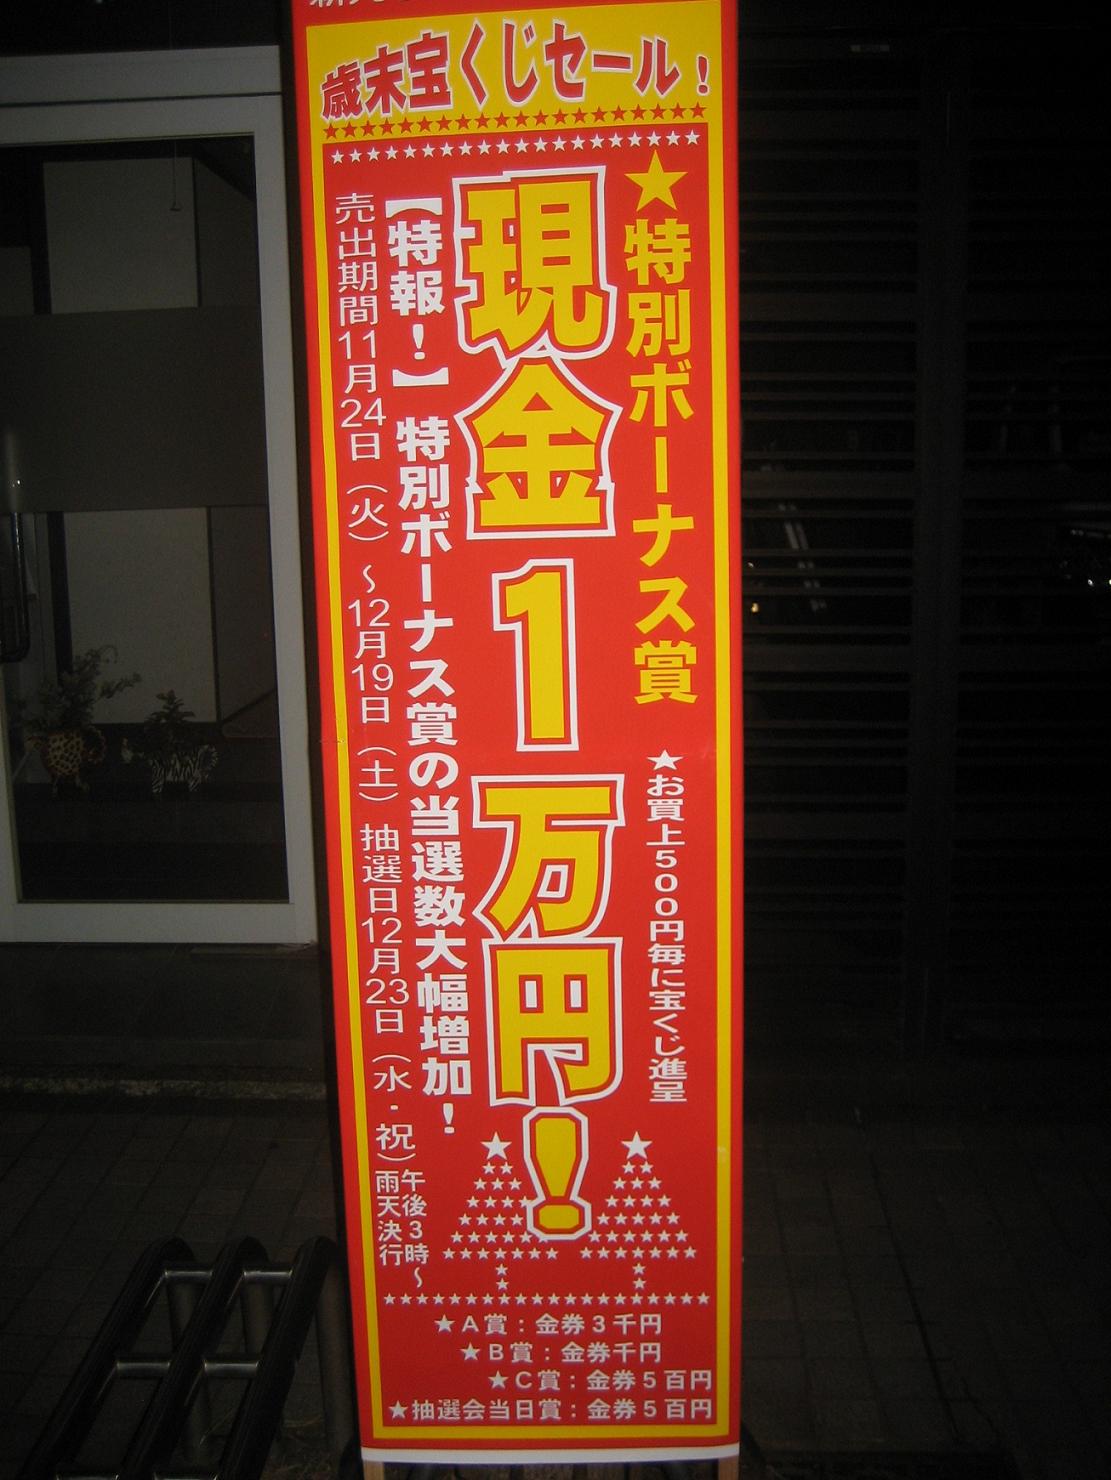 歳末宝くじセール！
★特別ボーナス賞
★お買上500円毎に宝くじ進呈
現金1万円！
【特報！】特別ボーナス賞の当選数大幅増加！
売出期間11月24日（火）～12月19日（土）抽選日12月23日（水・祝）
午後3時～
雨天決行
★A賞：金券3千円
★B賞：金券千円
★C賞：金券5百円
★抽選会当日賞：金券5百円